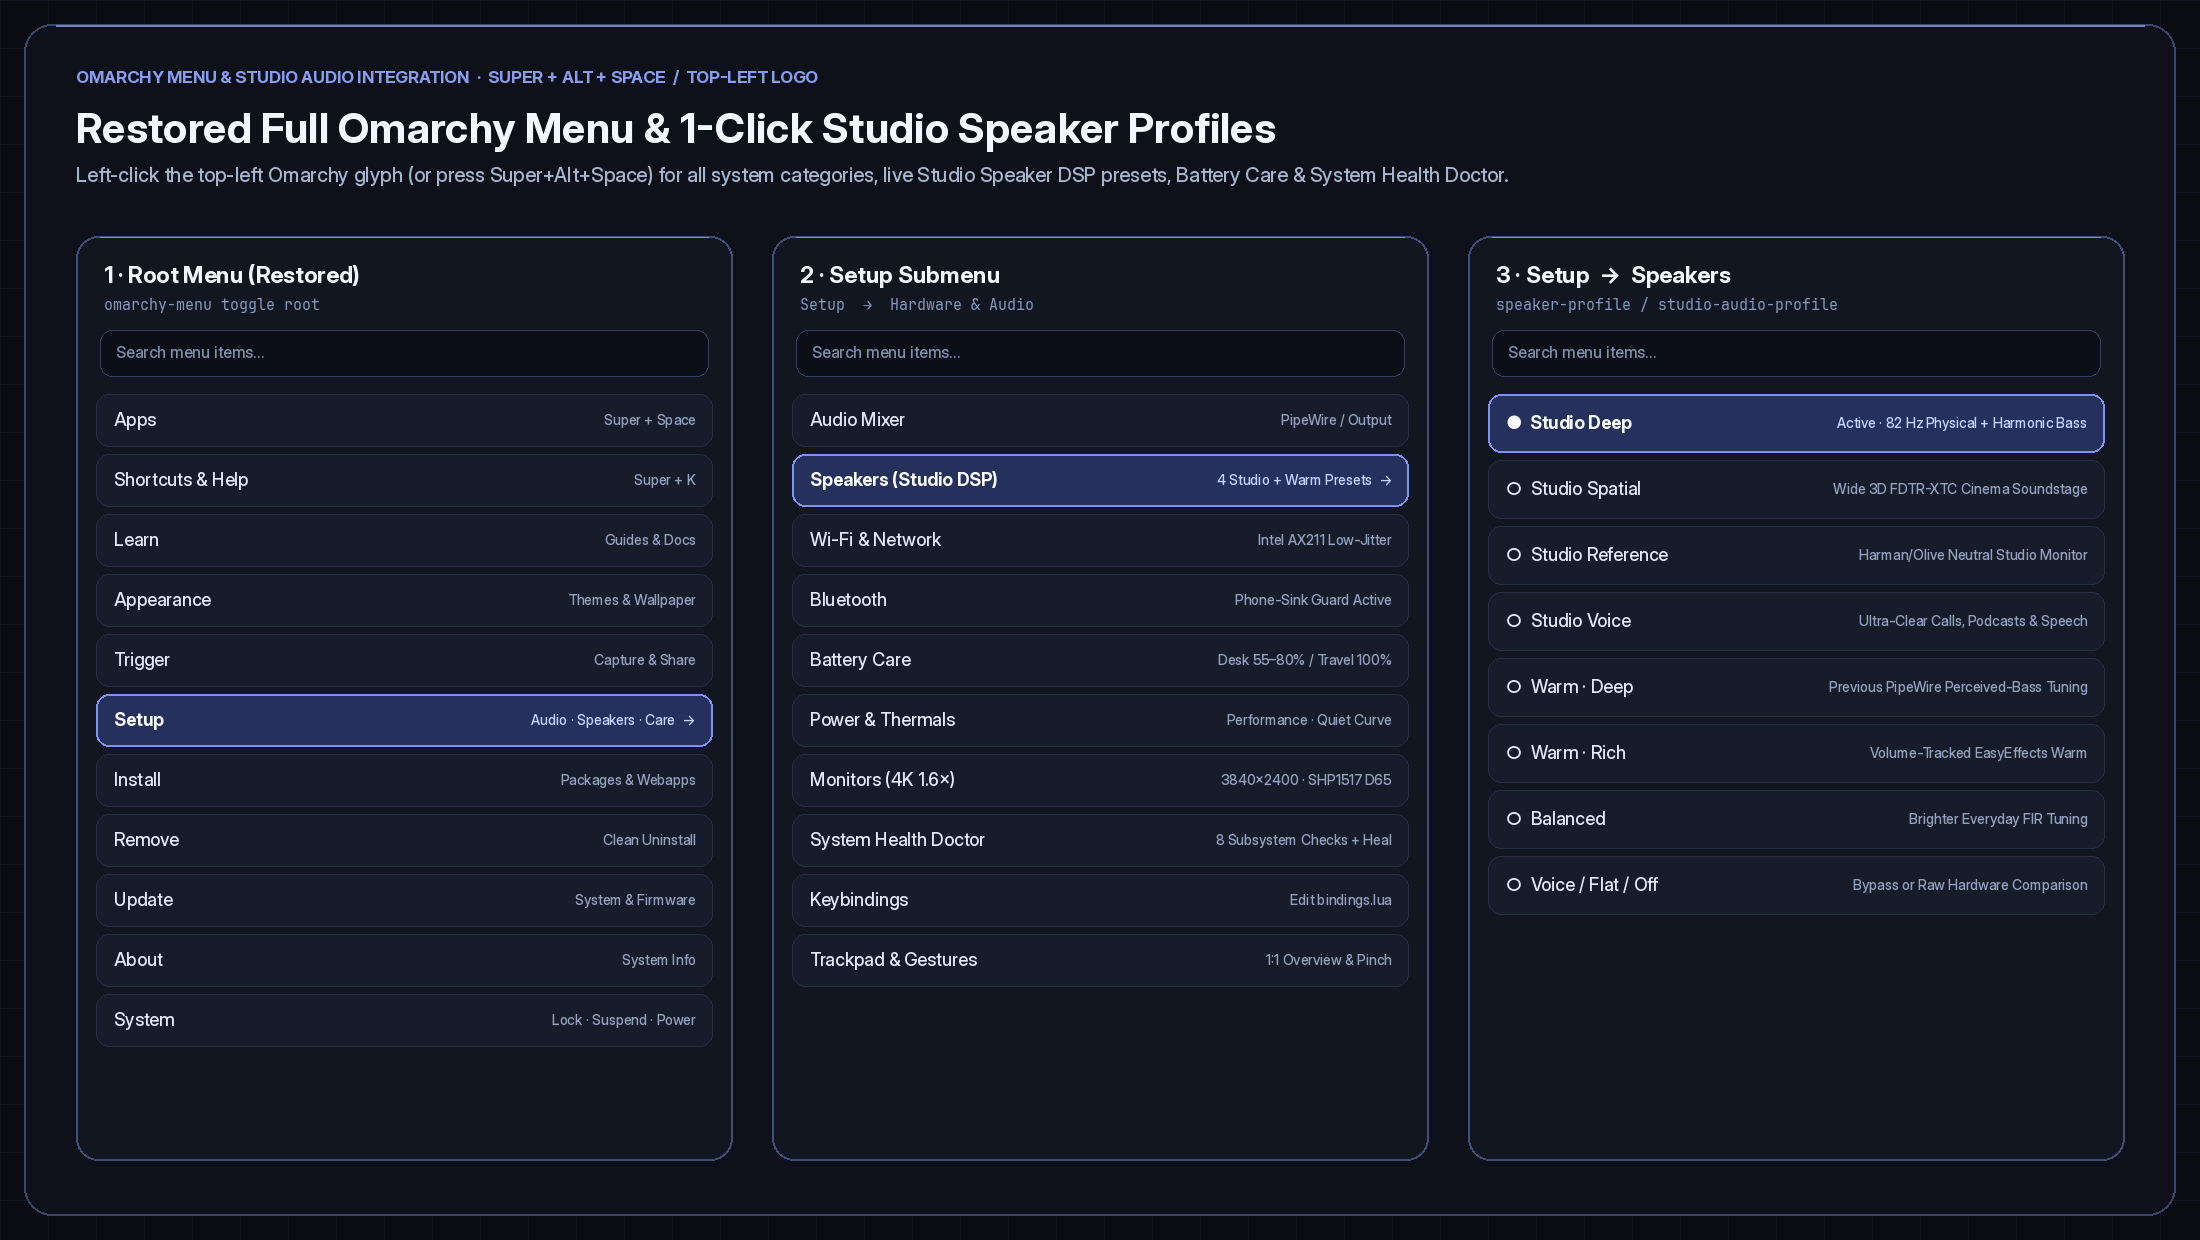 OMARCHY MENU & STUDIO AUDIO INTEGRATION · SUPER + ALT + SPACE / TOP-LEFT LOGO
Restored Full Omarchy Menu & 1-Click Studio Speaker Profiles
Left-click the top-left Omarchy glyph (or press Super+Alt+Space) for all system categories, live Studio Speaker DSP presets, Battery Care & System Health Doctor.
1 · Root Menu (Restored)
omarchy-menu toggle root
Search menu items...
Apps Super + Space
Shortcuts & Help Super + K
Learn Guides & Docs
Appearance Themes & Wallpaper
Trigger Capture & Share
Setup Audio · Speakers · Care →
Install Packages & Webapps
Remove Clean Uninstall
Update System & Firmware
About System Info
System Lock · Suspend · Power
2 · Setup Submenu
Setup → Hardware & Audio
Search menu items...
Audio Mixer PipeWire / Output
Speakers (Studio DSP) 4 Studio + Warm Presets →
Wi-Fi & Network Intel AX211 Low-Jitter
Bluetooth Phone-Sink Guard Active
Battery Care Desk 55–80% / Travel 100%
Power & Thermals Performance · Quiet Curve
Monitors (4K 1.6×) 3840×2400 · SHP1517 D65
System Health Doctor 8 Subsystem Checks + Heal
Keybindings Edit bindings.lua
Trackpad & Gestures 1:1 Overview & Pinch
3 · Setup → Speakers
speaker-profile / studio-audio-profile
Search menu items...
Studio Deep Active · 82 Hz Physical + Harmonic Bass
Studio Spatial Wide 3D FDTR-XTC Cinema Soundstage
Studio Reference Harman/Olive Neutral Studio Monitor
Studio Voice Ultra-Clear Calls, Podcasts & Speech
Warm · Deep Previous PipeWire Perceived-Bass Tuning
Warm · Rich Volume-Tracked EasyEffects Warm
Balanced Brighter Everyday FIR Tuning
Voice / Flat / Off Bypass or Raw Hardware Comparison